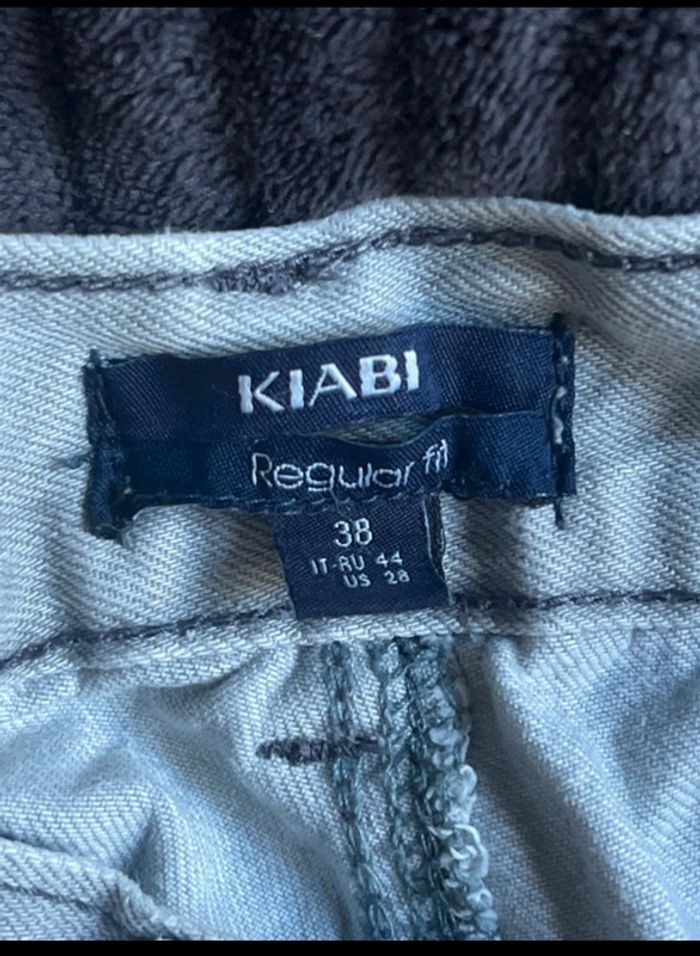 KIABI
Regular fit
38
IT-RU 44
US 28